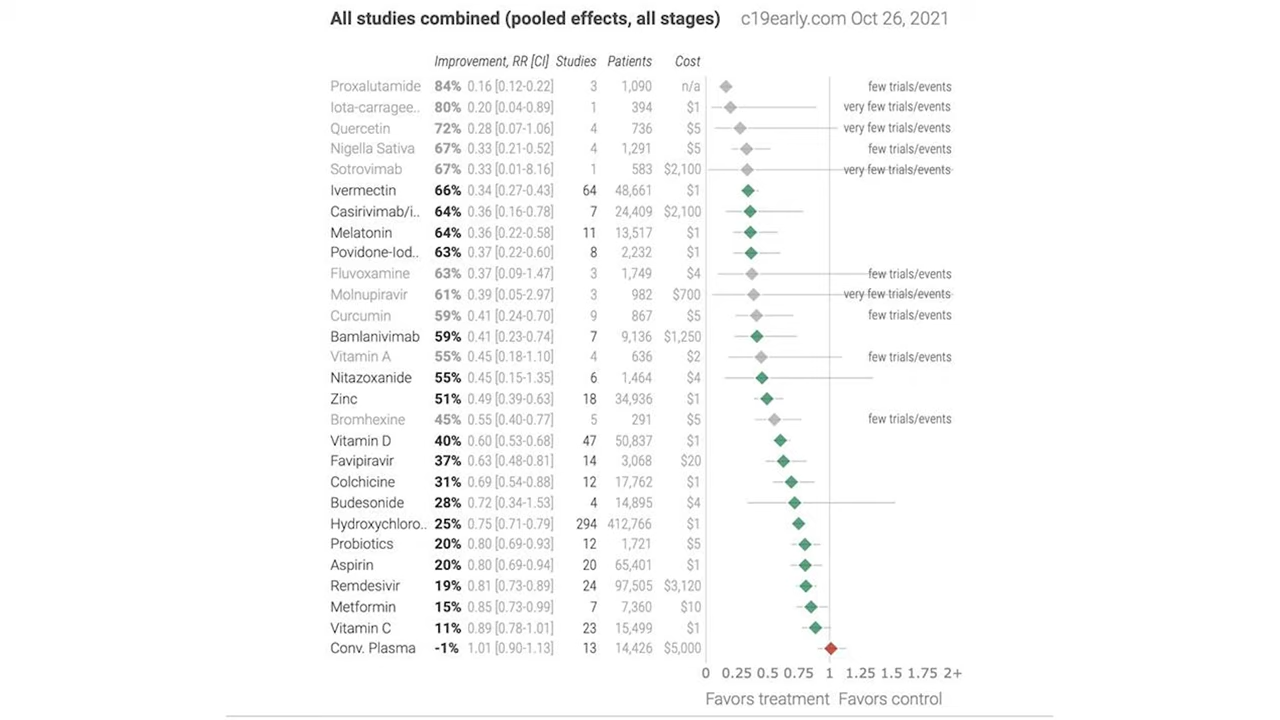 All studies combined (pooled effects, all stages) c19early.com Oct 26, 2021
Improvement, RR [CI] Studies Patients Cost
Proxalutamide 84% 0.16 [0.12-0.22] 3 1,090 n/a few trials/events
Iota-carragee.. 80% 0.20 [0.04-0.89] 1 394 $1 very few trials/events
Quercetin 72% 0.28 [0.07-1.06] 4 736 $5 very few trials/events
Nigella Sativa 67% 0.33 [0.21-0.52] 4 1,291 $5 few trials/events
Sotrovimab 67% 0.33 [0.01-8.16] 1 583 $2,100 very few trials/events
Ivermectin 66% 0.34 [0.27-0.43] 64 48,661 $1
Casirivimab/i.. 64% 0.36 [0.16-0.78] 7 24,409 $2,100
Melatonin 64% 0.36 [0.22-0.58] 11 13,517 $1
Povidone-Iod.. 63% 0.37 [0.22-0.60] 8 2,232 $1
Fluvoxamine 63% 0.37 [0.09-1.47] 3 1,749 $4 few trials/events
Molnupiravir 61% 0.39 [0.05-2.97] 3 982 $700 very few trials/events
Curcumin 59% 0.41 [0.24-0.70] 9 867 $5 few trials/events
Bamlanivimab 59% 0.41 [0.23-0.74] 7 9,136 $1,250
Vitamin A 55% 0.45 [0.18-1.10] 4 636 $2 few trials/events
Nitazoxanide 55% 0.45 [0.15-1.35] 6 1,464 $4
Zinc 51% 0.49 [0.39-0.63] 18 34,936 $1
Bromhexine 45% 0.55 [0.40-0.77] 5 291 $5 few trials/events
Vitamin D 40% 0.60 [0.53-0.68] 47 50,837 $1
Favipiravir 37% 0.63 [0.48-0.81] 14 3,068 $20
Colchicine 31% 0.69 [0.54-0.88] 12 17,762 $1
Budesonide 28% 0.72 [0.34-1.53] 4 14,895 $4
Hydroxychloro.. 25% 0.75 [0.71-0.79] 294 412,766 $1
Probiotics 20% 0.80 [0.69-0.93] 12 1,721 $5
Aspirin 20% 0.80 [0.69-0.94] 20 65,401 $1
Remdesivir 19% 0.81 [0.73-0.89] 24 97,505 $3,120
Metformin 15% 0.85 [0.73-0.99] 7 7,360 $10
Vitamin C 11% 0.89 [0.78-1.01] 23 15,499 $1
Conv. Plasma -1% 1.01 [0.90-1.13] 13 14,426 $5,000
0 0.25 0.5 0.75 1 1.25 1.5 1.75 2+
Favors treatment Favors control